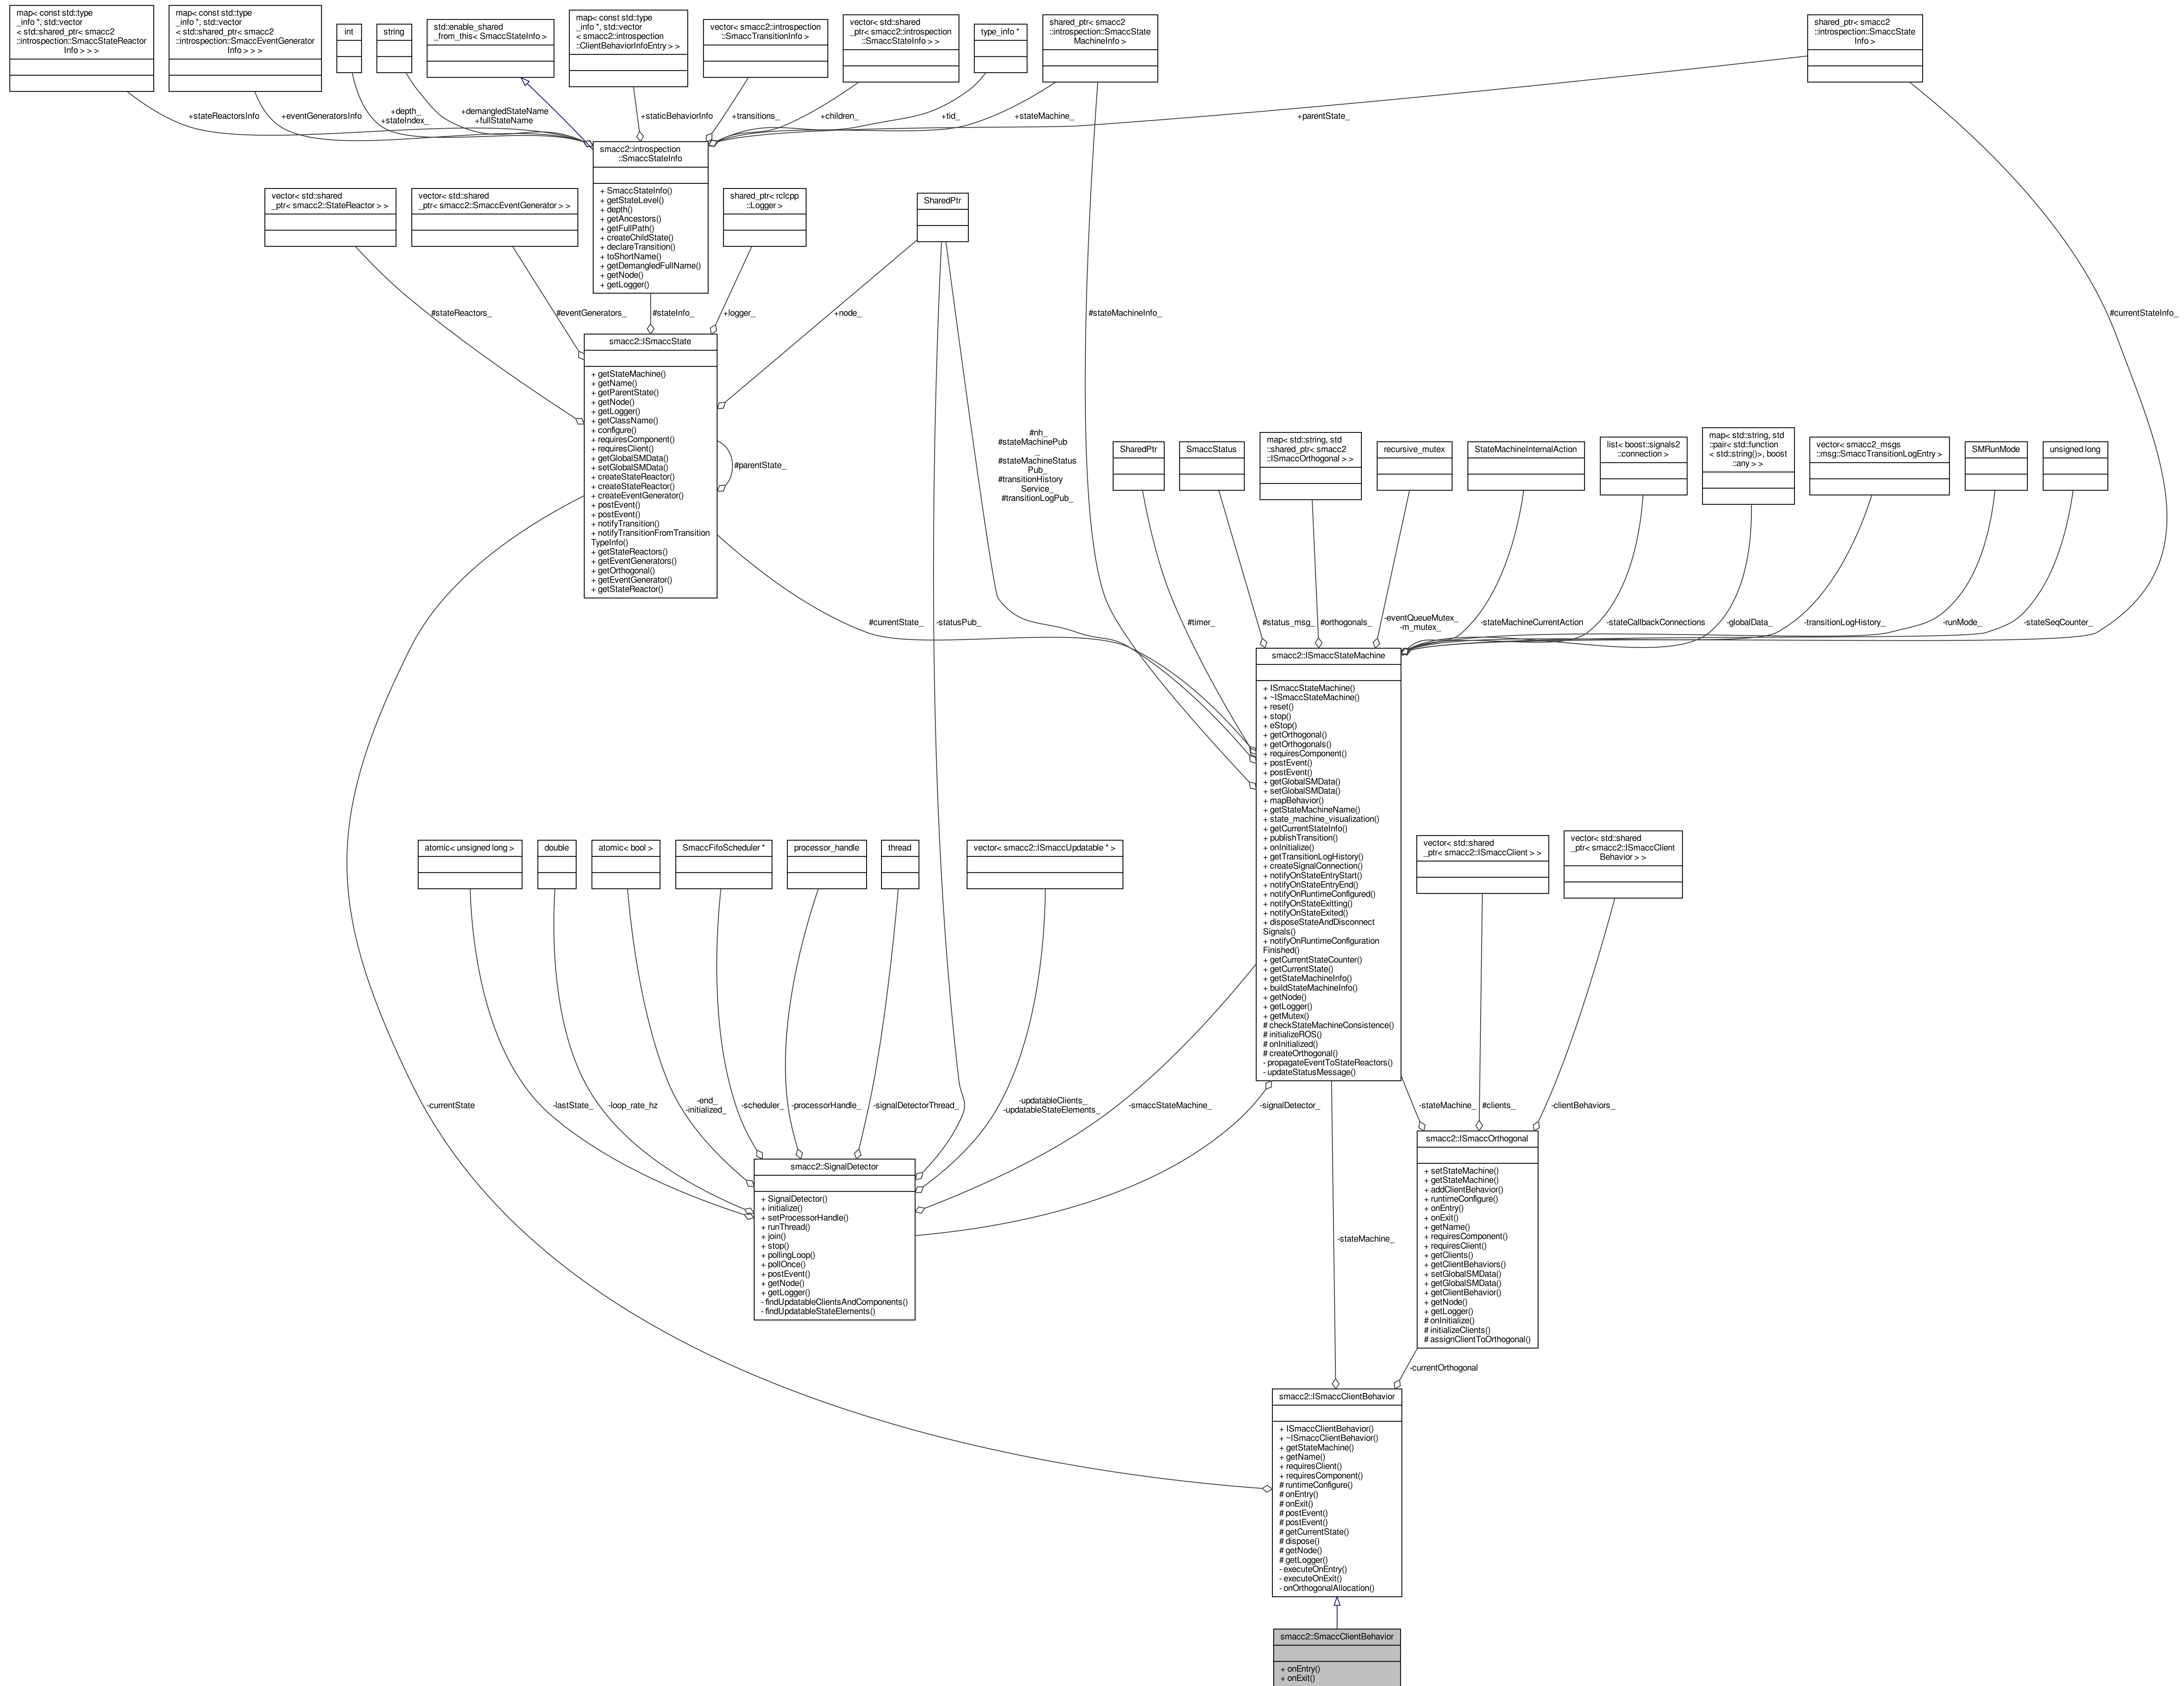 map< const std::type
_info *, std::vector
< std::shared_ptr< smacc2
::introspection::SmaccStateReactor
Info > > >
map< const std::type
_info *, std::vector
< std::shared_ptr< smacc2
::introspection::SmaccEventGenerator
Info > > >
int
string
std::enable_shared
_from_this< SmaccStateInfo >
map< const std::type
_info *, std::vector
< smacc2::introspection
::ClientBehaviorInfoEntry > >
vector< smacc2::introspection
::SmaccTransitionInfo >
vector< std::shared
_ptr< smacc2::introspection
::SmaccStateInfo > >
type_info *
shared_ptr< smacc2
::introspection::SmaccState
MachineInfo >
shared_ptr< smacc2
::introspection::SmaccState
Info >
+stateReactorsInfo
+eventGeneratorsInfo
+depth_
+stateIndex_
+demangledStateName
+fullStateName
+staticBehaviorInfo
+transitions_
+children_
+tid_
+stateMachine_
+parentState_
smacc2::introspection
::SmaccStateInfo
+ SmaccStateInfo()
+ getStateLevel()
+ depth()
+ getAncestors()
+ getFullPath()
+ createChildState()
+ declareTransition()
+ toShortName()
+ getDemangledFullName()
+ getNode()
+ getLogger()
vector< std::shared
_ptr< smacc2::StateReactor > >
vector< std::shared
_ptr< smacc2::SmaccEventGenerator > >
shared_ptr< rclcpp
::Logger >
SharedPtr
#stateReactors_
#eventGenerators_
#stateInfo_
+logger_
+node_
#stateMachineInfo_
#currentStateInfo_
smacc2::ISmaccState
+ getStateMachine()
+ getName()
+ getParentState()
+ getNode()
+ getLogger()
+ getClassName()
+ configure()
+ requiresComponent()
+ requiresClient()
+ getGlobalSMData()
+ setGlobalSMData()
+ createStateReactor()
+ createStateReactor()
+ createEventGenerator()
+ postEvent()
+ postEvent()
+ notifyTransition()
+ notifyTransitionFromTransition
TypeInfo()
+ getStateReactors()
+ getEventGenerators()
+ getOrthogonal()
+ getEventGenerator()
+ getStateReactor()
#parentState_
#nh_
#stateMachinePub
_
#stateMachineStatus
Pub_
#transitionHistory
Service_
#transitionLogPub_
SharedPtr
SmaccStatus
map< std::string, std
::shared_ptr< smacc2
::ISmaccOrthogonal > >
recursive_mutex
StateMachineInternalAction
list< boost::signals2
::connection >
map< std::string, std
::pair< std::function
< std::string()>, boost
::any > >
vector< smacc2_msgs
::msg::SmaccTransitionLogEntry >
SMRunMode
unsigned long
#currentState_
-statusPub_
#timer_
#status_msg_
#orthogonals_
-eventQueueMutex_
-m_mutex_
-stateMachineCurrentAction
-stateCallbackConnections
-globalData_
-transitionLogHistory_
-runMode_
-stateSeqCounter_
smacc2::ISmaccStateMachine
+ ISmaccStateMachine()
+ ~ISmaccStateMachine()
+ reset()
+ stop()
+ eStop()
+ getOrthogonal()
+ getOrthogonals()
+ requiresComponent()
+ postEvent()
+ postEvent()
+ getGlobalSMData()
+ setGlobalSMData()
+ mapBehavior()
+ getStateMachineName()
+ state_machine_visualization()
+ getCurrentStateInfo()
+ publishTransition()
+ onInitialize()
+ getTransitionLogHistory()
+ createSignalConnection()
+ notifyOnStateEntryStart()
+ notifyOnStateEntryEnd()
+ notifyOnRuntimeConfigured()
+ notifyOnStateExitting()
+ notifyOnStateExited()
+ disposeStateAndDisconnect
Signals()
+ notifyOnRuntimeConfiguration
Finished()
+ getCurrentStateCounter()
+ getCurrentState()
+ getStateMachineInfo()
+ buildStateMachineInfo()
+ getNode()
+ getLogger()
+ getMutex()
# checkStateMachineConsistence()
# initializeROS()
# onInitialized()
# createOrthogonal()
- propagateEventToStateReactors()
- updateStatusMessage()
atomic< unsigned long >
double
atomic< bool >
SmaccFifoScheduler *
processor_handle
thread
vector< smacc2::ISmaccUpdatable * >
vector< std::shared
_ptr< smacc2::ISmaccClient > >
vector< std::shared
_ptr< smacc2::ISmaccClient
Behavior > >
-currentState
-lastState_
-loop_rate_hz
-end_
-initialized_
-scheduler_
-processorHandle_
-signalDetectorThread_
-updatableClients_
-updatableStateElements_
-smaccStateMachine_
-signalDetector_
-stateMachine_
#clients_
-clientBehaviors_
smacc2::SignalDetector
+ SignalDetector()
+ initialize()
+ setProcessorHandle()
+ runThread()
+ join()
+ stop()
+ pollingLoop()
+ pollOnce()
+ postEvent()
+ getNode()
+ getLogger()
- findUpdatableClientsAndComponents()
- findUpdatableStateElements()
smacc2::ISmaccOrthogonal
+ setStateMachine()
+ getStateMachine()
+ addClientBehavior()
+ runtimeConfigure()
+ onEntry()
+ onExit()
+ getName()
+ requiresComponent()
+ requiresClient()
+ getClients()
+ getClientBehaviors()
+ setGlobalSMData()
+ getGlobalSMData()
+ getClientBehavior()
+ getNode()
+ getLogger()
# onInitialize()
# initializeClients()
# assignClientToOrthogonal()
-stateMachine_
-currentOrthogonal
smacc2::ISmaccClientBehavior
+ ISmaccClientBehavior()
+ ~ISmaccClientBehavior()
+ getStateMachine()
+ getName()
+ requiresClient()
+ requiresComponent()
# runtimeConfigure()
# onEntry()
# onExit()
# postEvent()
# postEvent()
# getCurrentState()
# dispose()
# getNode()
# getLogger()
- executeOnEntry()
- executeOnExit()
- onOrthogonalAllocation()
smacc2::SmaccClientBehavior
+ onEntry()
+ onExit()